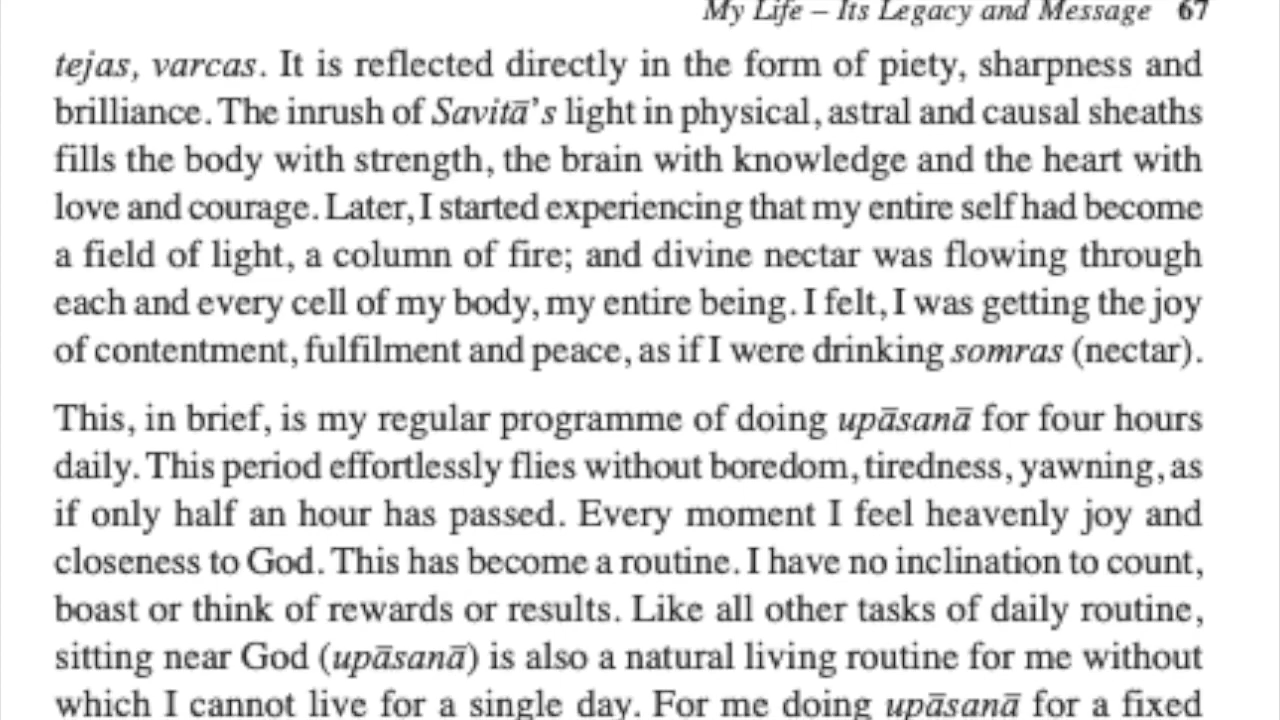 My Life – Its Legacy and Message 67
tejas, varcas. It is reflected directly in the form of piety, sharpness and
brilliance. The inrush of Savitā's light in physical, astral and causal sheaths
fills the body with strength, the brain with knowledge and the heart with
love and courage. Later, I started experiencing that my entire self had become
a field of light, a column of fire; and divine nectar was flowing through
each and every cell of my body, my entire being. I felt, I was getting the joy
of contentment, fulfilment and peace, as if I were drinking somras (nectar).
This, in brief, is my regular programme of doing upāsanā for four hours
daily. This period effortlessly flies without boredom, tiredness, yawning, as
if only half an hour has passed. Every moment I feel heavenly joy and
closeness to God. This has become a routine. I have no inclination to count,
boast or think of rewards or results. Like all other tasks of daily routine,
sitting near God (upāsanā) is also a natural living routine for me without
which I cannot live for a single day. For me doing upāsanā for a fixed